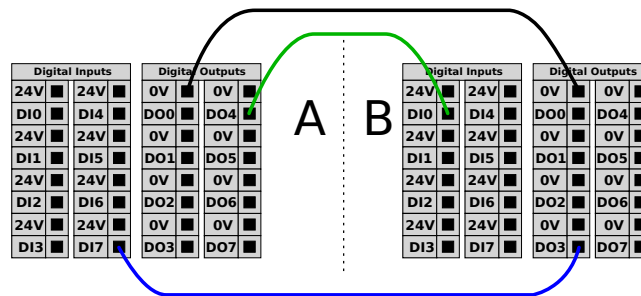 Digital Inputs Digital Outputs
24V 24V 0V 0V
DI0 DI4 DO0 DO4
24V 24V 0V 0V
DI1 DI5 DO1 DO5
24V 24V 0V 0V
DI2 DI6 DO2 DO6
24V 24V 0V 0V
DI3 DI7 DO3 DO7
A B
Digital Inputs Digital Outputs
24V 24V 0V 0V
DI0 DI4 DO0 DO4
24V 24V 0V 0V
DI1 DI5 DO1 DO5
24V 24V 0V 0V
DI2 DI6 DO2 DO6
24V 24V 0V 0V
DI3 DI7 DO3 DO7